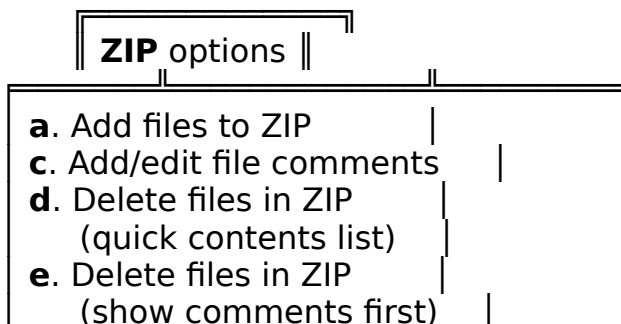 ZIP options
a. Add files to ZIP
c. Add/edit file comments
d. Delete files in ZIP
(quick contents list)
e. Delete files in ZIP
(show comments first)